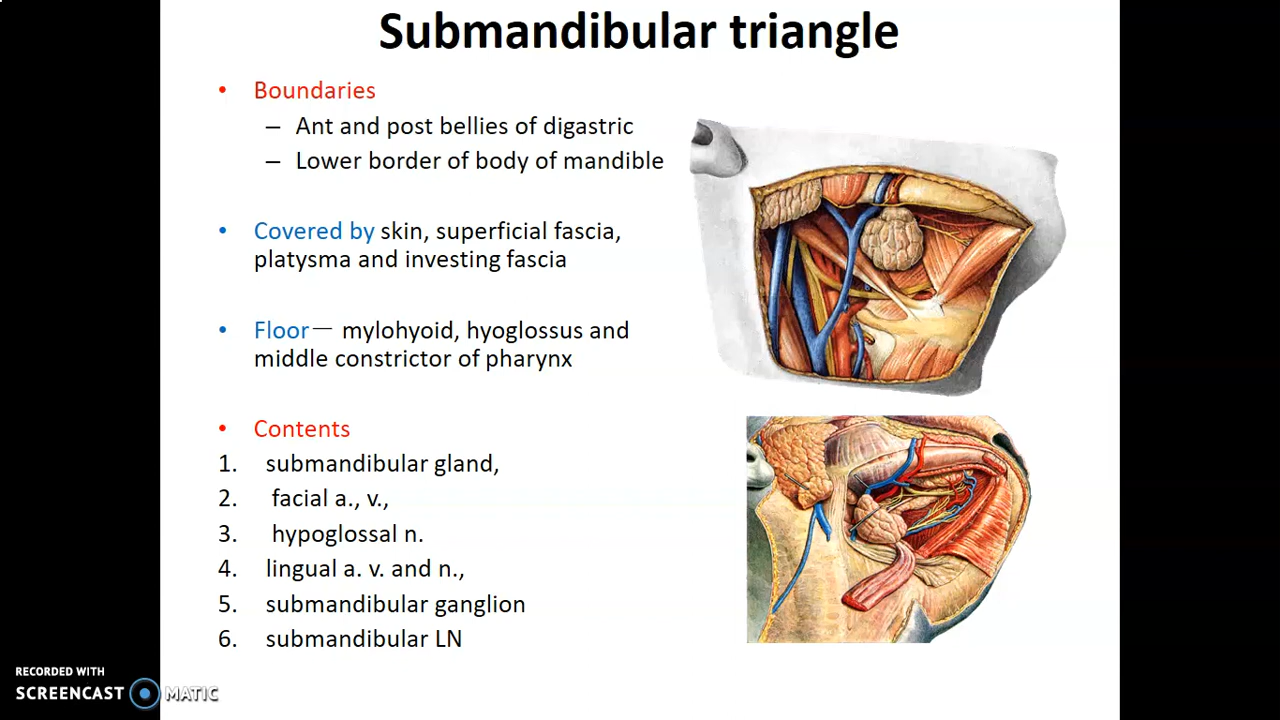 Submandibular triangle
• Boundaries
– Ant and post bellies of digastric
– Lower border of body of mandible
• Covered by skin, superficial fascia,
platysma and investing fascia
• Floor— mylohyoid, hyoglossus and
middle constrictor of pharynx
• Contents
1. submandibular gland,
2. facial a., v.,
3. hypoglossal n.
4. lingual a. v. and n.,
5. submandibular ganglion
6. submandibular LN
RECORDED WITH
SCREENCAST MATIC